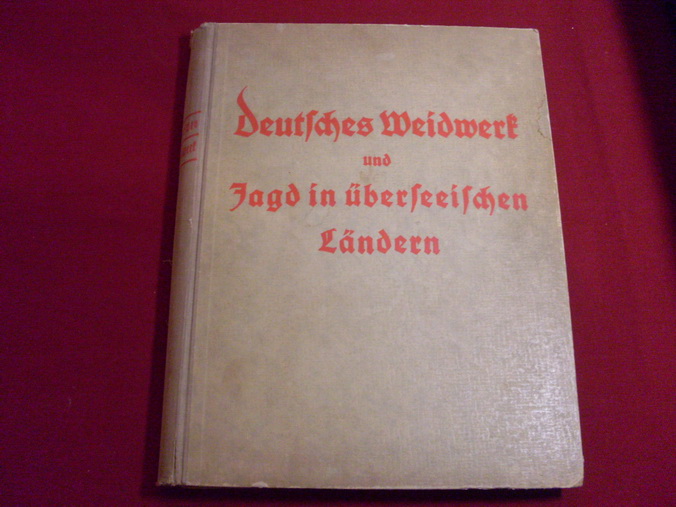 Deutsches Weidwerk
und
Jagd in überseeischen
Ländern